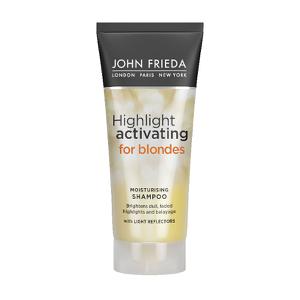 JOHN FRIEDA
LONDON PARIS NEW YORK
Highlight
activating
for blondes
MOISTURISING
SHAMPOO
Brightens dull, faded
highlights and balayage
with LIGHT REFLECTORS